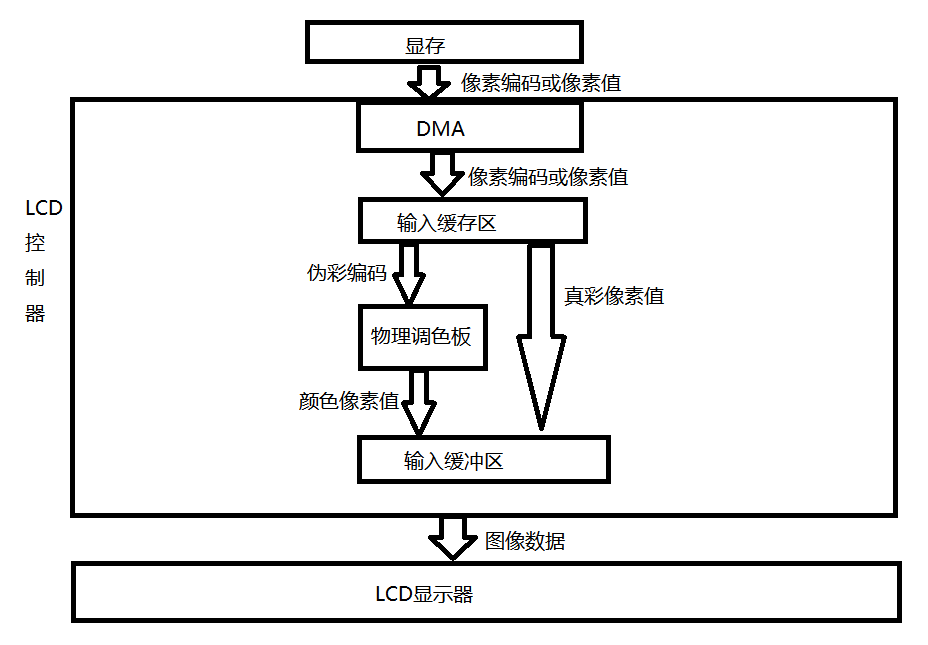 显存
像素编码或像素值
DMA
像素编码或像素值
LCD
控
制
器
输入缓存区
伪彩编码
真彩像素值
物理调色板
颜色像素值
输入缓冲区
图像数据
LCD显示器